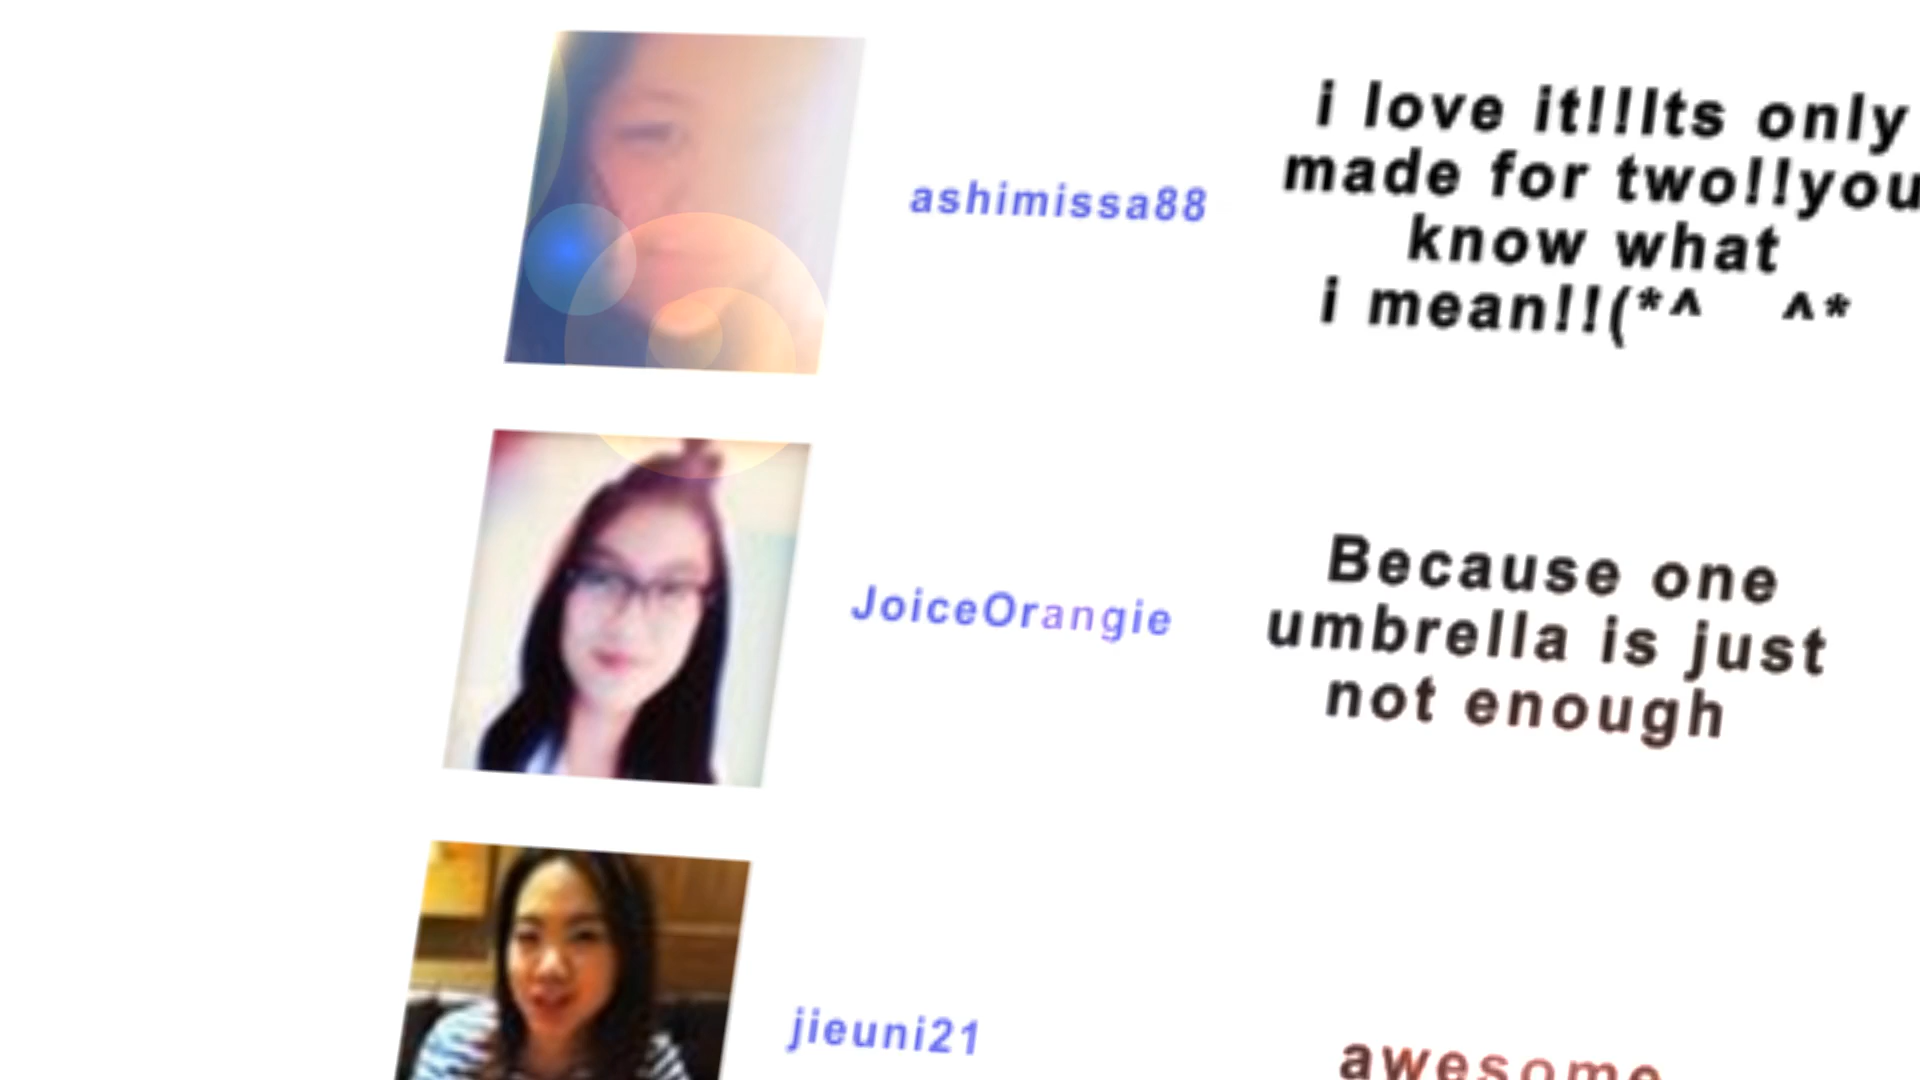 ashimissa88
i love it!!Its only
made for two!!you
know what
i mean!!(*^ ^*
JoiceOrangie
Because one
umbrella is just
not enough
jieuni21
awesome